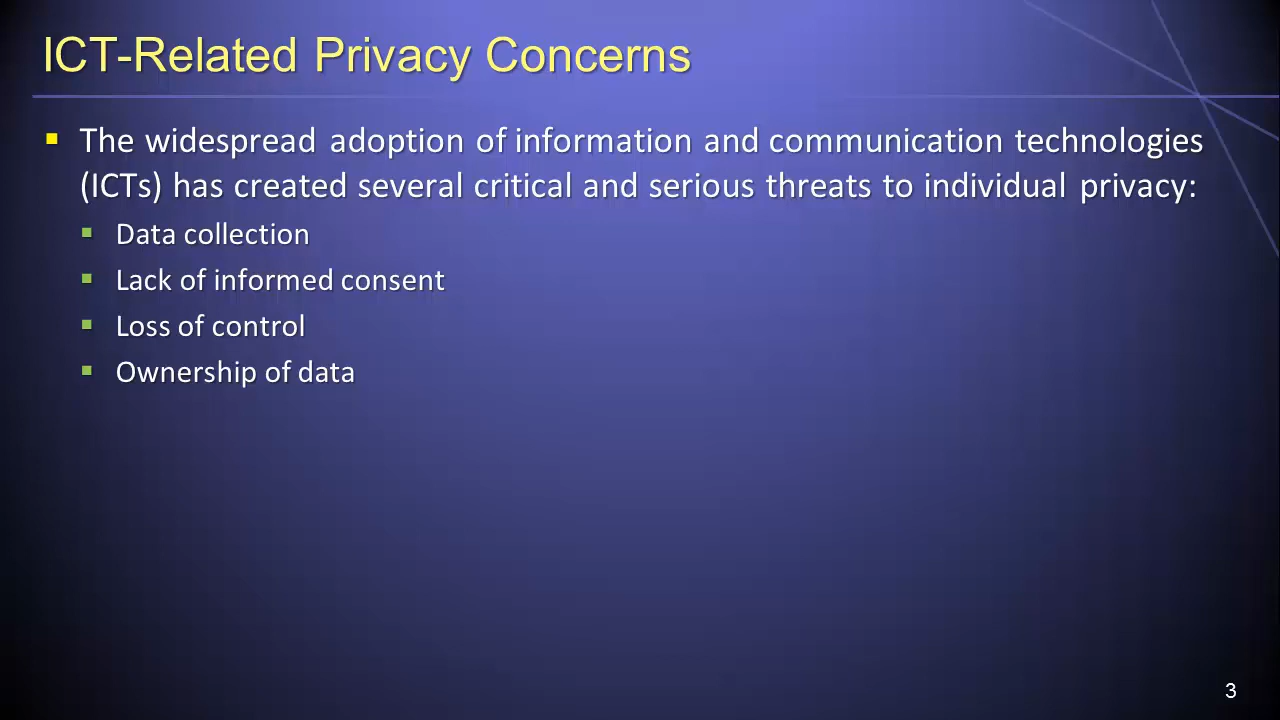 ICT-Related Privacy Concerns
The widespread adoption of information and communication technologies
(ICTs) has created several critical and serious threats to individual privacy:
Data collection
Lack of informed consent
Loss of control
Ownership of data
3